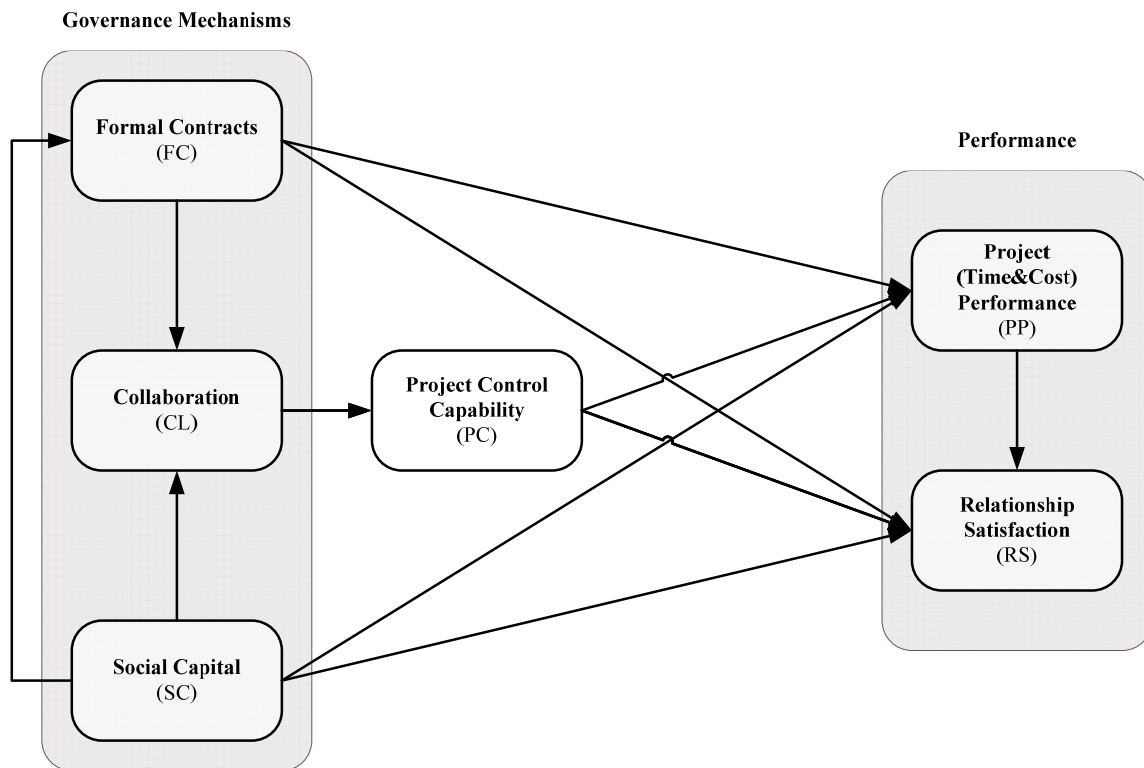 Governance Mechanisms
Formal Contracts
(FC)
Collaboration
(CL)
Social Capital
(SC)
Project Control
Capability
(PC)
Performance
Project
(Time&Cost)
Performance
(PP)
Relationship
Satisfaction
(RS)